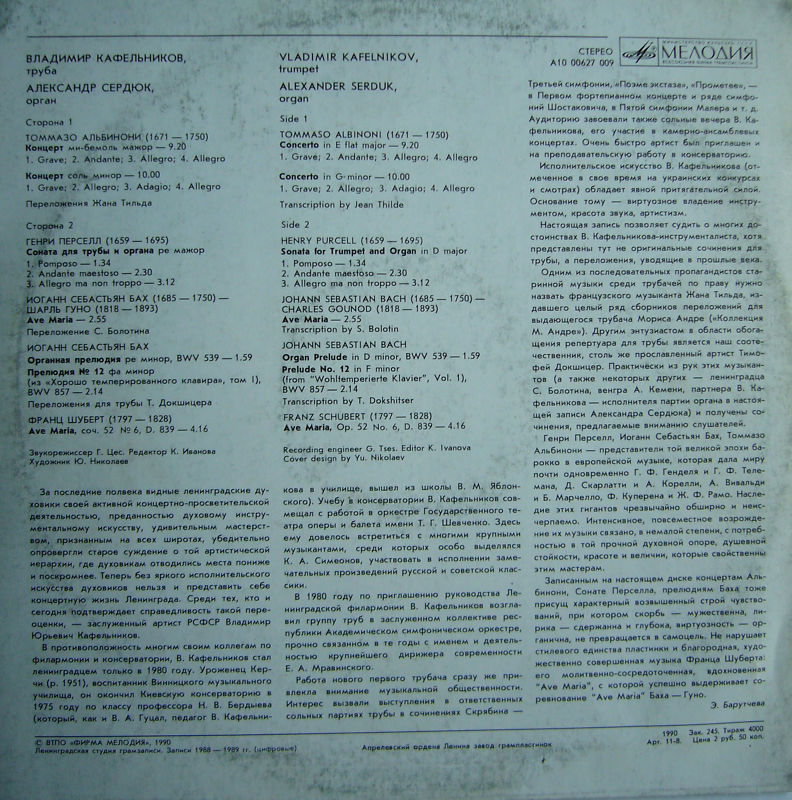 СТЕРЕО
А10 00627 009
МЕЛОДИЯ
ВЛАДИМИР КАФЕЛЬНИКОВ,
труба
АЛЕКСАНДР СЕРДЮК,
орган
Сторона 1
ТОММАЗО АЛЬБИНОНИ (1671 — 1750)
Концерт ми-бемоль мажор — 9.20
1. Grave; 2. Andante; 3. Allegro; 4. Allegro
Концерт соль минор — 10.00
1. Grave; 2. Allegro; 3. Adagio; 4. Allegro
Переложения Жана Тильда
Сторона 2
ГЕНРИ ПЕРСЕЛЛ (1659 — 1695)
Соната для трубы и органа ре мажор
1. Pomposo — 1.34
2. Andante maestoso — 2.30
3. Allegro ma non troppo — 3.12
ИОГАНН СЕБАСТЬЯН БАХ (1685 — 1750) —
ШАРЛЬ ГУНО (1818 — 1893)
Ave Maria — 2.55
Переложение С. Болотина
ИОГАНН СЕБАСТЬЯН БАХ
Органная прелюдия ре минор, BWV 539 — 1.59
Прелюдия № 12 фа минор
(из «Хорошо темперированного клавира», том I),
BWV 857 — 2.14
Переложения для трубы Т. Докшицера
ФРАНЦ ШУБЕРТ (1797 — 1828)
Ave Maria, соч. 52 № 6, D. 839 — 4.16
Звукорежиссер Г. Цес. Редактор К. Иванова
Художник Ю. Николаев
VLADIMIR KAFELNIKOV,
trumpet
ALEXANDER SERDUK,
organ
Side 1
TOMMASO ALBINONI (1671 — 1750)
Concerto in E flat major — 9.20
1. Grave; 2. Andante; 3. Allegro; 4. Allegro
Concerto in G-minor — 10.00
1. Grave; 2. Allegro; 3. Adagio; 4. Allegro
Transcription by Jean Thilde
Side 2
HENRY PURCELL (1659 — 1695)
Sonata for Trumpet and Organ in D major
1. Pomposo — 1.34
2. Andante maestoso — 2.30
3. Allegro ma non troppo — 3.12
JOHANN SEBASTIAN BACH (1685 — 1750) —
CHARLES GOUNOD (1818 — 1893)
Ave Maria — 2.55
Transcription by S. Bolotin
JOHANN SEBASTIAN BACH
Organ Prelude in D minor, BWV 539 — 1.59
Prelude No. 12 in F minor
(from "Wohltemperierte Klavier", Vol. 1),
BWV 857 — 2.14
Transcription by T. Dokshitser
FRANZ SCHUBERT (1797 — 1828)
Ave Maria, Op. 52 No. 6, D. 839 — 4.16
Recording engineer G. Tses. Editor K. Ivanova
Cover design by Yu. Nikolaev
За последние полвека видные ленинградские ду-
ховики своей активной концертно-просветительской
деятельностью, преданностью духовому инстру-
ментальному искусству, удивительным мастерст-
вом, признанным на всех широтах, убедительно
опровергли старое суждение о той артистической
иерархии, где духовикам отводились места пониже
и поскромнее. Теперь без яркого исполнительского
искусства духовиков нельзя и представить себе
концертную жизнь Ленинграда. Среди тех, кто и
сегодня подтверждает справедливость такой пере-
оценки, — заслуженный артист РСФСР Владимир
Юрьевич Кафельников.
В противоположность многим своим коллегам по
филармонии и консерватории, В. Кафельников стал
ленинградцем только в 1980 году. Уроженец Кер-
чи (р. 1951), воспитанник Винницкого музыкального
училища, он окончил Киевскую консерваторию в
1975 году по классу профессора Н. В. Бердыева
(который, как и В. А. Гуцал, педагог В. Кафельни-
кова в училище, вышел из школы В. М. Яблон-
ского). Учебу в консерватории В. Кафельников сов-
мещал с работой в оркестре Государственного те-
атра оперы и балета имени Т. Г. Шевченко. Здесь
ему довелось встретиться с многими крупными
музыкантами, среди которых особо выделялся
К. А. Симеонов, участвовать в исполнении заме-
чательных произведений русской и советской клас-
сики.
В 1980 году по приглашению руководства Ле-
нинградской филармонии В. Кафельников возгла-
вил группу труб в заслуженном коллективе рес-
публики Академическом симфоническом оркестре,
прочно связанном в те годы с именем и деятель-
ностью крупнейшего дирижера современности
Е. А. Мравинского.
Работа нового первого трубача сразу же при-
влекла внимание музыкальной общественности.
Интерес вызвали выступления в ответственных
сольных партиях трубы в сочинениях Скрябина —
Третьей симфонии, «Поэме экстаза», «Прометее», —
в Первом фортепианном концерте и ряде симфо-
ний Шостаковича, в Пятой симфонии Малера и т. д.
Аудиторию завоевали также сольные вечера В. Ка-
фельникова, его участие в камерно-ансамблевых
концертах. Очень быстро артист был приглашен и
на преподавательскую работу в консерваторию.
Исполнительское искусство В. Кафельникова (от-
меченное в свое время на украинских конкурсах
и смотрах) обладает явной притягательной силой.
Основание тому — виртуозное владение инстру-
ментом, красота звука, артистизм.
Настоящая запись позволяет судить о многих до-
стоинствах В. Кафельникова-инструменталиста, хотя
представлены тут не оригинальные сочинения для
трубы, а переложения, уводящие в прошлые века.
Одним из последовательных пропагандистов ста-
ринной музыки среди трубачей по праву нужно
назвать французского музыканта Жана Тильда, из-
давшего целый ряд сборников переложений для
выдающегося трубача Мориса Андре («Коллекция
М. Андре»). Другим энтузиастом в области обога-
щения репертуара для трубы является наш сооте-
чественник, столь же прославленный артист Тимо-
фей Докшицер. Практически из рук этих музыкан-
тов (а также некоторых других — ленинградца
С. Болотина, венгра А. Кемени, партнера В. Ка-
фельникова — исполнителя партии органа в настоя-
щей записи Александра Сердюка) и получены со-
чинения, предлагаемые вниманию слушателей.
Генри Перселл, Иоганн Себастьян Бах, Томмазо
Альбинони — представители той великой эпохи ба-
рокко в европейской музыке, которая дала миру
почти одновременно Г. Ф. Генделя и Г. Ф. Теле-
мана, Д. Скарлатти и А. Корелли, А. Вивальди
и Б. Марчелло, Ф. Куперена и Ж. Ф. Рамо. Насле-
дие этих гигантов чрезвычайно обширно и неис-
черпаемо. Интенсивное, повсеместное возрожде-
ние их музыки связано, в немалой степени, с потреб-
ностью в той прочной духовной опоре, душевной
стойкости, красоте и величии, которые свойственны
этим мастерам.
Записанным на настоящем диске концертам Аль-
бинони, Сонате Перселла, прелюдиям Баха тоже
присущ характерный возвышенный строй чувство-
ваний, при котором скорбь — мужественна, ли-
рика — сдержанна и глубока, виртуозность — ор-
ганична, не превращается в самоцель. Не нарушает
стилевого единства пластинки и благородная, худо-
жественно совершенная музыка Франца Шуберта:
его молитвенно-сосредоточенная, вдохновенная
"Ave Maria", с которой успешно выдерживает со-
ревнование "Ave Maria" Баха — Гуно.
Э. Барутчева
© ВТПО «ФИРМА МЕЛОДИЯ», 1990
Ленинградская студия грамзаписи. Записи 1988 — 1989 гг. (цифровые)
Апрелевский ордена Ленина завод грампластинок
1990 Зак. 245. Тираж 4000
Арт. 11-8. Цена 2 руб. 50 коп.